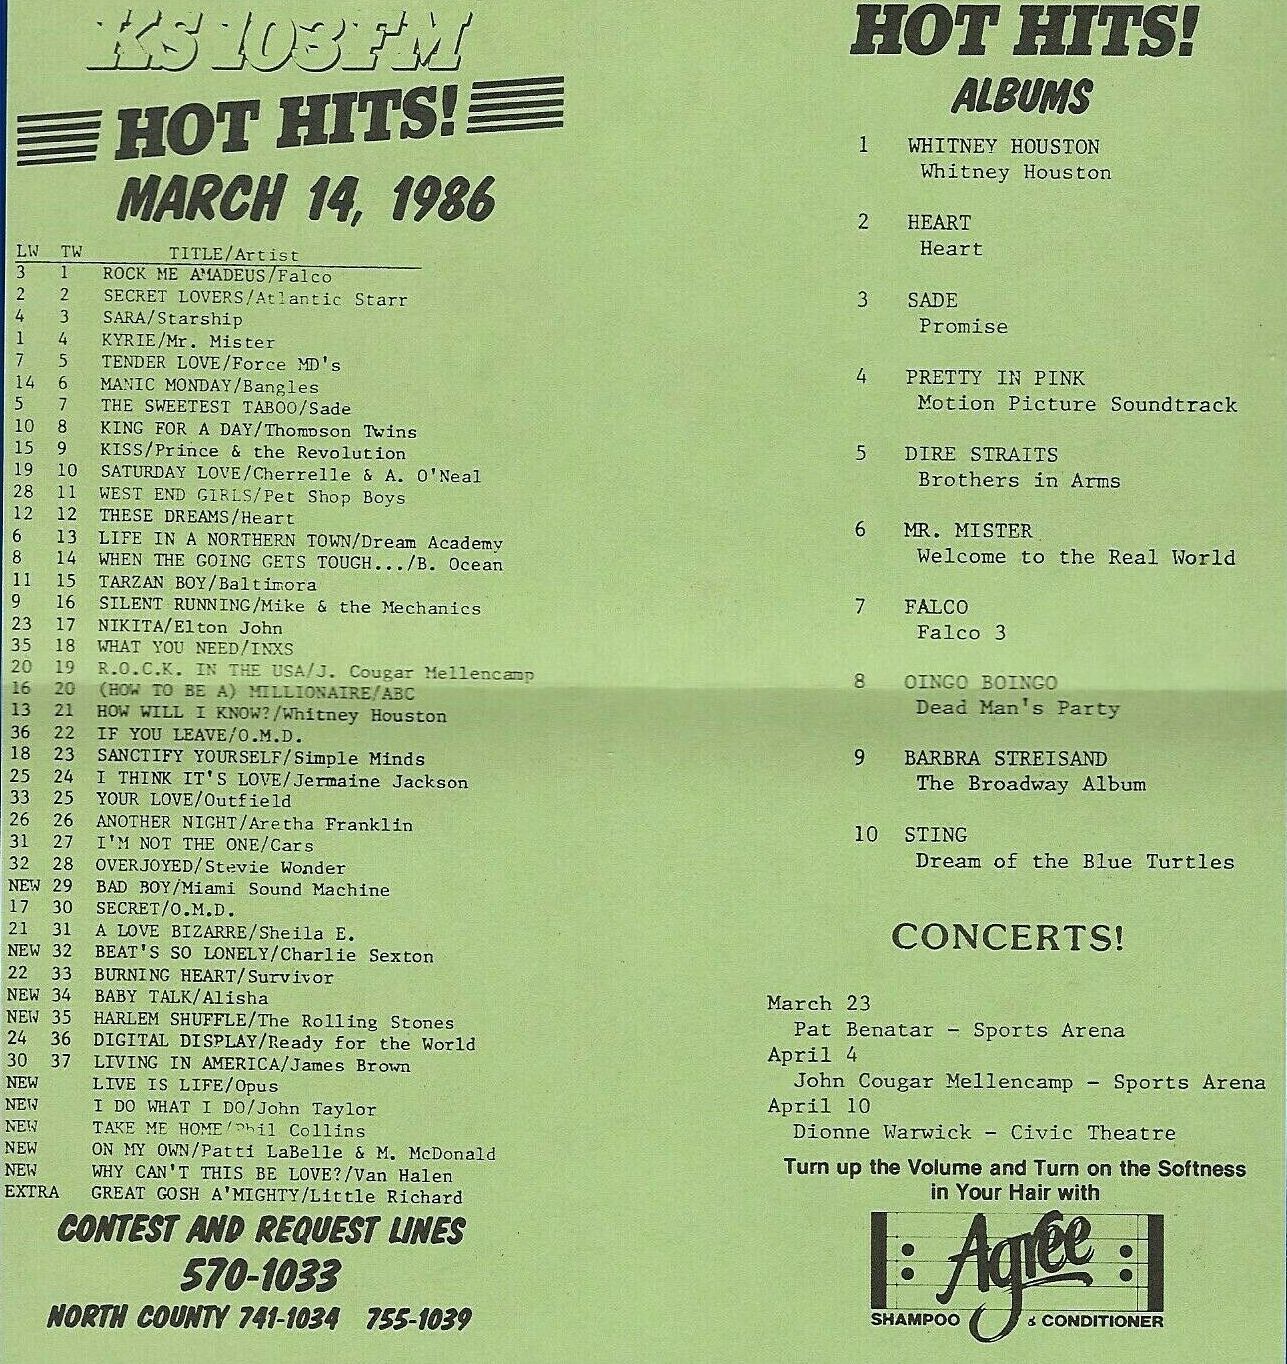 KS103FM
HOT HITS!
MARCH 14, 1986
LW TW TITLE/Artist
3 1 ROCK ME AMADEUS/Falco
2 2 SECRET LOVERS/Atlantic Starr
4 3 SARA/Starship
1 4 KYRIE/Mr. Mister
7 5 TENDER LOVE/Force MD's
14 6 MANIC MONDAY/Bangles
5 7 THE SWEETEST TABOO/Sade
10 8 KING FOR A DAY/Thompson Twins
15 9 KISS/Prince & the Revolution
19 10 SATURDAY LOVE/Cherrelle & A. O'Neal
28 11 WEST END GIRLS/Pet Shop Boys
12 12 THESE DREAMS/Heart
6 13 LIFE IN A NORTHERN TOWN/Dream Academy
8 14 WHEN THE GOING GETS TOUGH.../B. Ocean
11 15 TARZAN BOY/Baltimora
9 16 SILENT RUNNING/Mike & the Mechanics
23 17 NIKITA/Elton John
35 18 WHAT YOU NEED/INXS
20 19 R.O.C.K. IN THE USA/J. Cougar Mellencamp
16 20 (HOW TO BE A) MILLIONAIRE/ABC
13 21 HOW WILL I KNOW?/Whitney Houston
36 22 IF YOU LEAVE/O.M.D.
18 23 SANCTIFY YOURSELF/Simple Minds
25 24 I THINK IT'S LOVE/Jermaine Jackson
33 25 YOUR LOVE/Outfield
26 26 ANOTHER NIGHT/Aretha Franklin
31 27 I'M NOT THE ONE/Cars
32 28 OVERJOYED/Stevie Wonder
NEW 29 BAD BOY/Miami Sound Machine
17 30 SECRET/O.M.D.
21 31 A LOVE BIZARRE/Sheila E.
NEW 32 BEAT'S SO LONELY/Charlie Sexton
22 33 BURNING HEART/Survivor
NEW 34 BABY TALK/Alisha
NEW 35 HARLEM SHUFFLE/The Rolling Stones
24 36 DIGITAL DISPLAY/Ready for the World
30 37 LIVING IN AMERICA/James Brown
NEW LIVE IS LIFE/Opus
NEW I DO WHAT I DO/John Taylor
NEW TAKE ME HOME/Phil Collins
NEW ON MY OWN/Patti LaBelle & M. McDonald
NEW WHY CAN'T THIS BE LOVE?/Van Halen
EXTRA GREAT GOSH A'MIGHTY/Little Richard
CONTEST AND REQUEST LINES
570-1033
NORTH COUNTY 741-1034 755-1039
HOT HITS!
ALBUMS
1 WHITNEY HOUSTON
Whitney Houston
2 HEART
Heart
3 SADE
Promise
4 PRETTY IN PINK
Motion Picture Soundtrack
5 DIRE STRAITS
Brothers in Arms
6 MR. MISTER
Welcome to the Real World
7 FALCO
Falco 3
8 OINGO BOINGO
Dead Man's Party
9 BARBRA STREISAND
The Broadway Album
10 STING
Dream of the Blue Turtles
CONCERTS!
March 23
Pat Benatar - Sports Arena
April 4
John Cougar Mellencamp - Sports Arena
April 10
Dionne Warwick - Civic Theatre
Turn up the Volume and Turn on the Softness
in Your Hair with
Agree
SHAMPOO & CONDITIONER